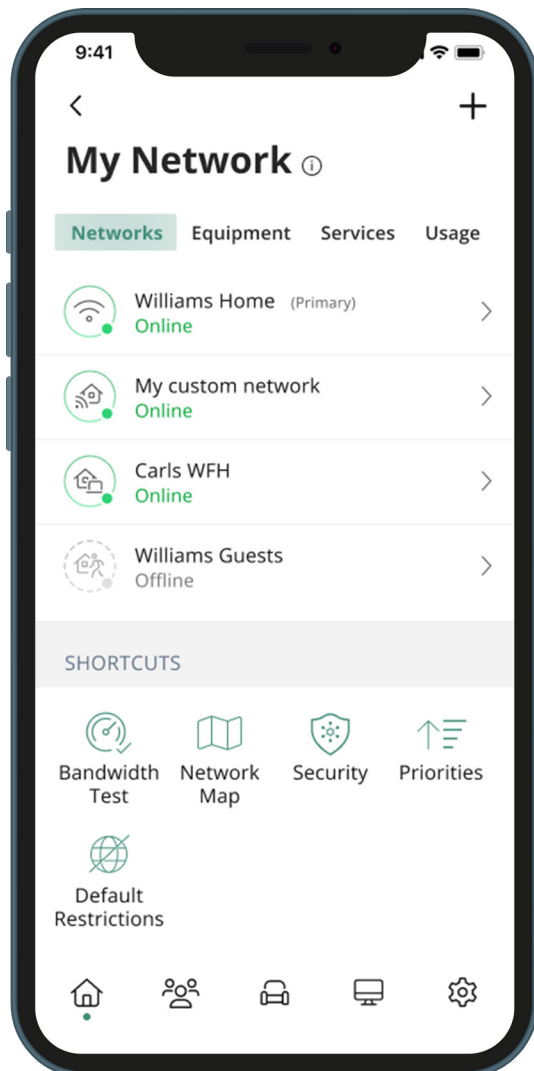 9:41
My Network
Networks Equipment Services Usage
Williams Home (Primary)
Online
My custom network
Online
Carls WFH
Online
Williams Guests
Offline
SHORTCUTS
Bandwidth Test
Network Map
Security
Priorities
Default
Restrictions